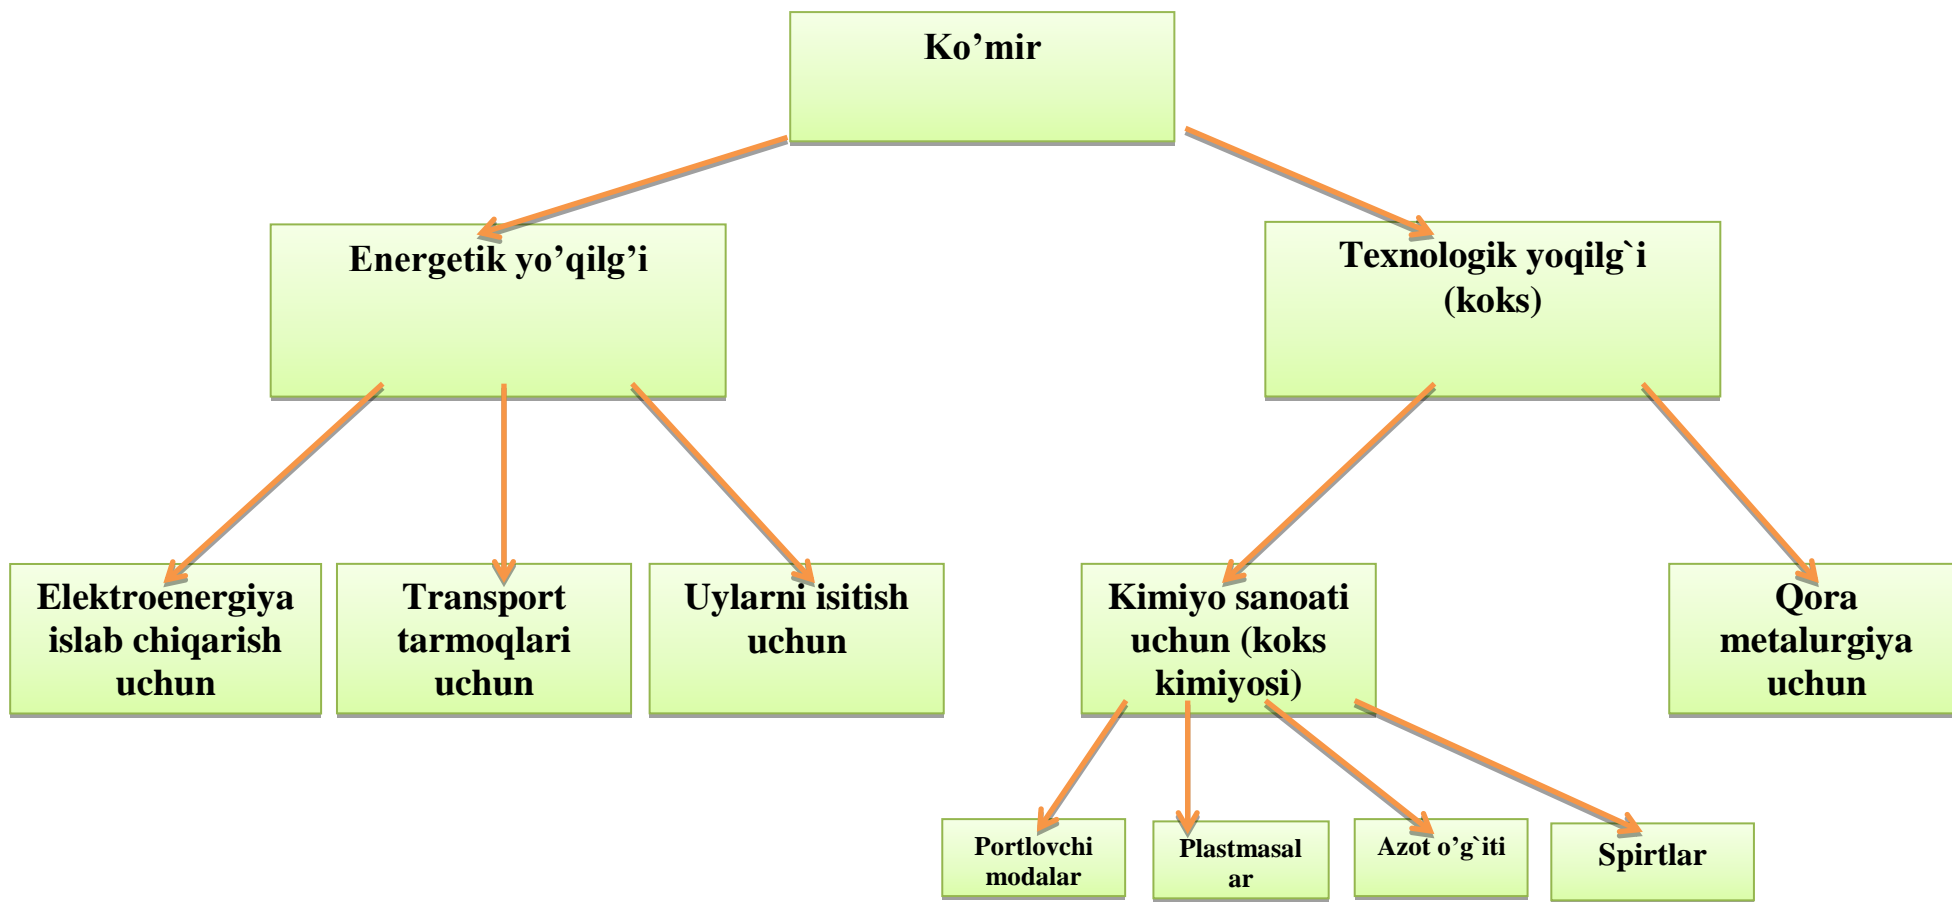 Ko’mir
Energetik yo’qilg’i
Texnologik yoqilg`i
(koks)
Elektroenergiya
islab chiqarish
uchun
Transport
tarmoqlari
uchun
Uylarni isitish
uchun
Kimiyo sanoati
uchun (koks
kimiyosi)
Qora
metalurgiya
uchun
Portlovchi
modalar
Plastmasal
ar
Azot o’g`iti
Spirtlar